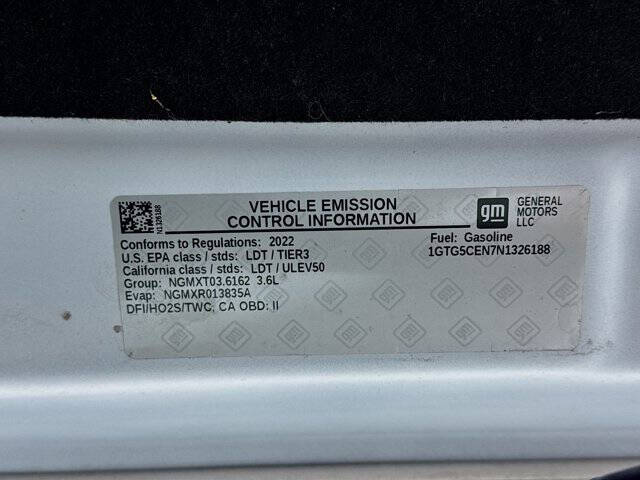 N1326188
VEHICLE EMISSION
CONTROL INFORMATION
gm
GENERAL
MOTORS
LLC
Conforms to Regulations: 2022
U.S. EPA class / stds: LDT / TIER3
California class / stds: LDT / ULEV50
Group: NGMXT03.6162 3.6L
Evap: NGMXR013835A
DFI/HO2S/TWC, CA OBD: II
Fuel: Gasoline
1GTG5CEN7N1326188